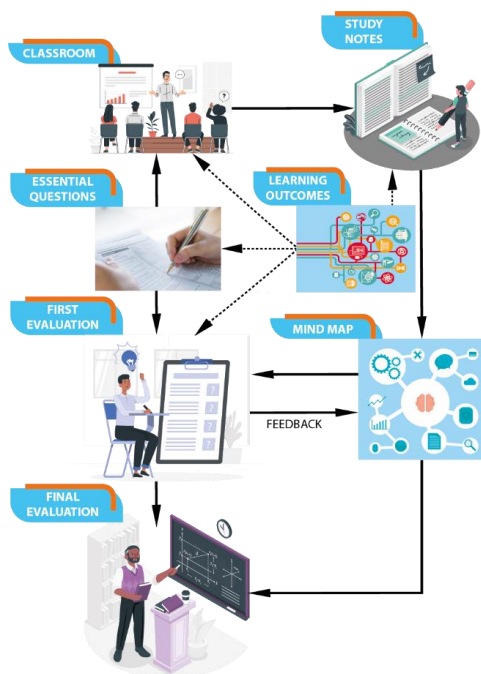 STUDY
NOTES
CLASSROOM
ESSENTIAL
QUESTIONS
LEARNING
OUTCOMES
FIRST
EVALUATION
MIND MAP
FEEDBACK
FINAL
EVALUATION